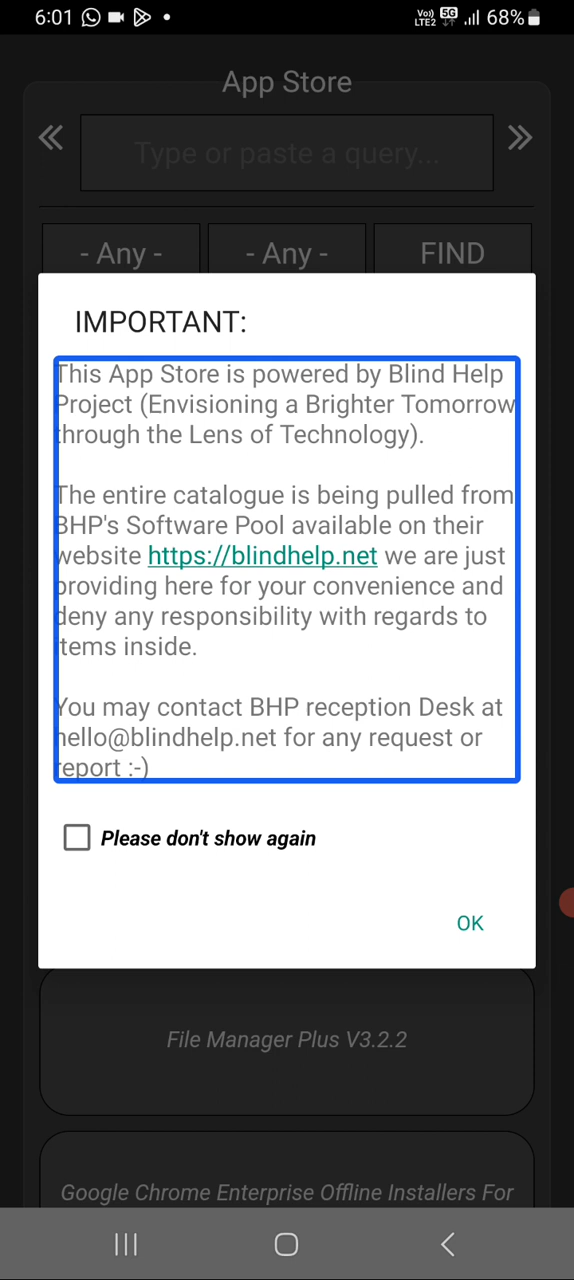 6:01
Vo)) LTE2 5G 68%
App Store
Type or paste a query...
- Any - - Any - FIND
IMPORTANT:
This App Store is powered by Blind Help
Project (Envisioning a Brighter Tomorrow
through the Lens of Technology).
The entire catalogue is being pulled from
BHP's Software Pool available on their
website https://blindhelp.net we are just
providing here for your convenience and
deny any responsibility with regards to
items inside.
You may contact BHP reception Desk at
hello@blindhelp.net for any request or
report :-)
Please don't show again
OK
File Manager Plus V3.2.2
Google Chrome Enterprise Offline Installers For